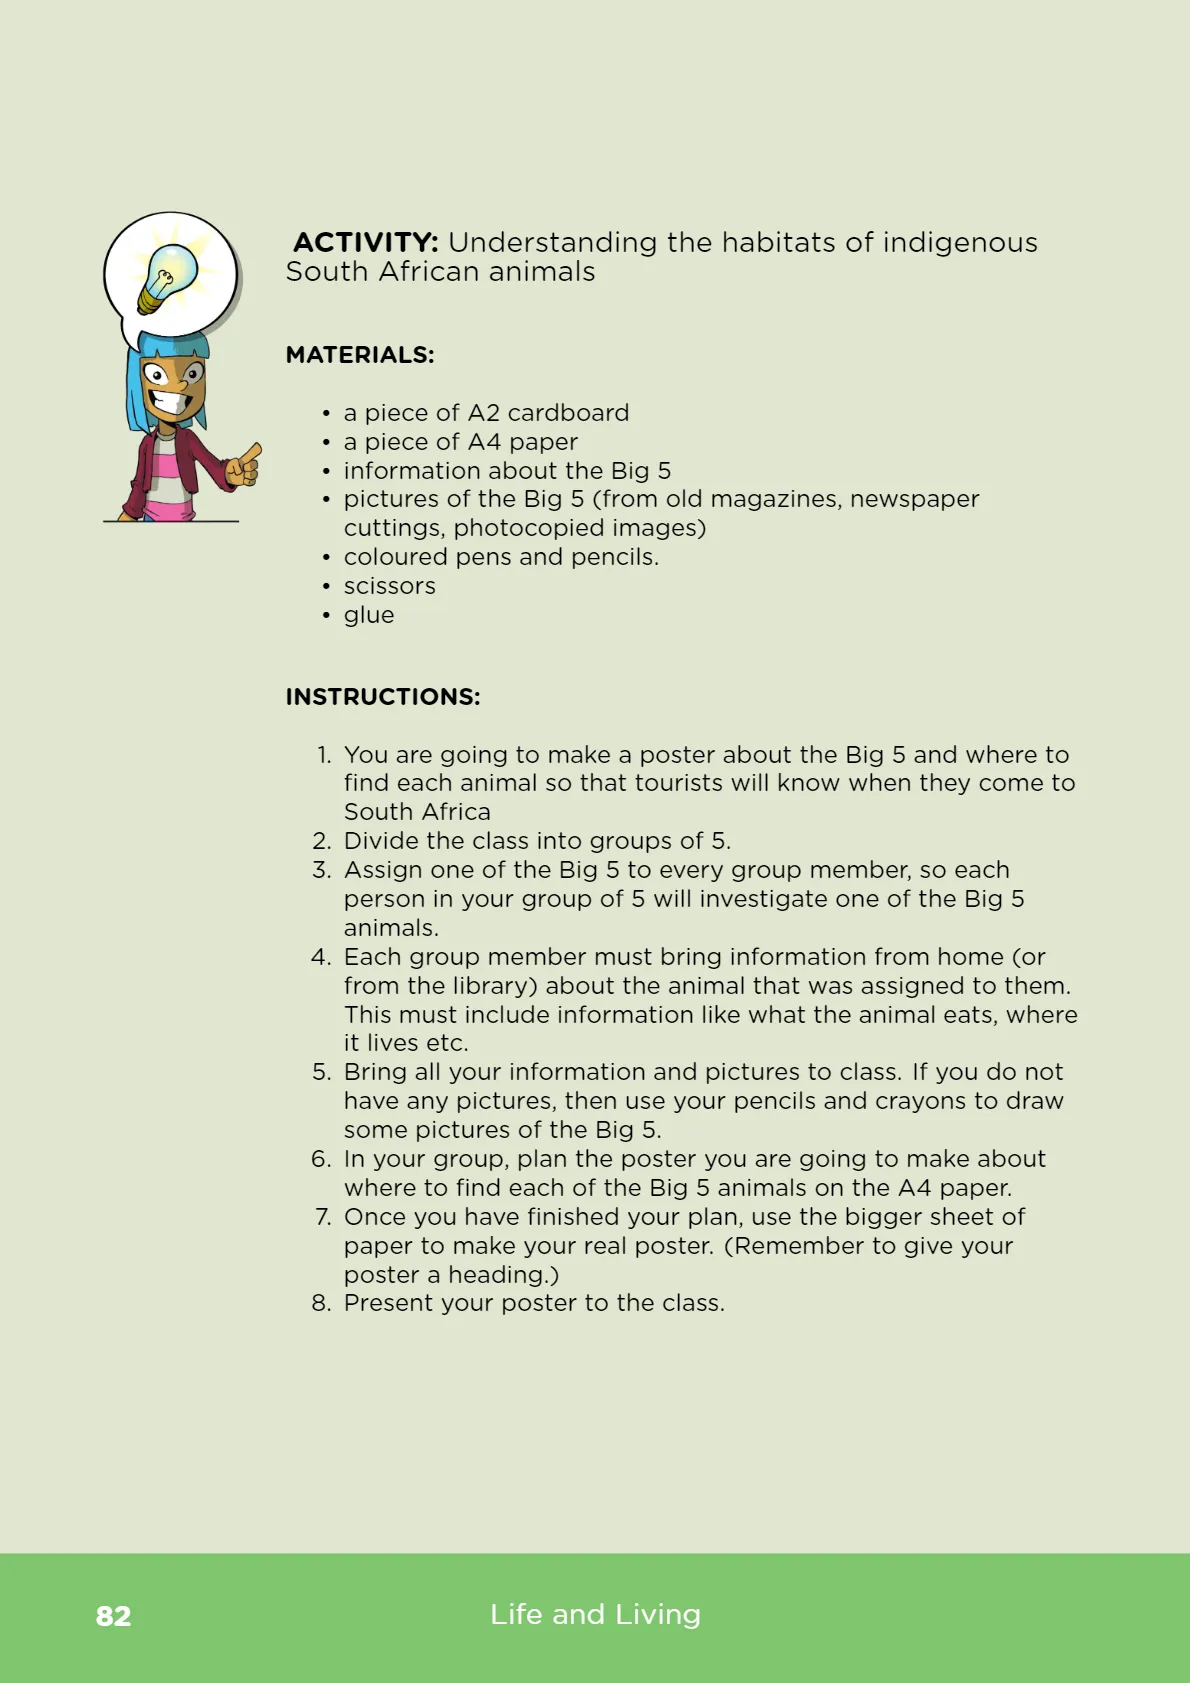 ACTIVITY: Understanding the habitats of indigenous
South African animals
MATERIALS:
• a piece of A2 cardboard
• a piece of A4 paper
• information about the Big 5
• pictures of the Big 5 (from old magazines, newspaper
cuttings, photocopied images)
• coloured pens and pencils.
• scissors
• glue
INSTRUCTIONS:
1. You are going to make a poster about the Big 5 and where to
find each animal so that tourists will know when they come to
South Africa
2. Divide the class into groups of 5.
3. Assign one of the Big 5 to every group member, so each
person in your group of 5 will investigate one of the Big 5
animals.
4. Each group member must bring information from home (or
from the library) about the animal that was assigned to them.
This must include information like what the animal eats, where
it lives etc.
5. Bring all your information and pictures to class. If you do not
have any pictures, then use your pencils and crayons to draw
some pictures of the Big 5.
6. In your group, plan the poster you are going to make about
where to find each of the Big 5 animals on the A4 paper.
7. Once you have finished your plan, use the bigger sheet of
paper to make your real poster. (Remember to give your
poster a heading.)
8. Present your poster to the class.
82
Life and Living